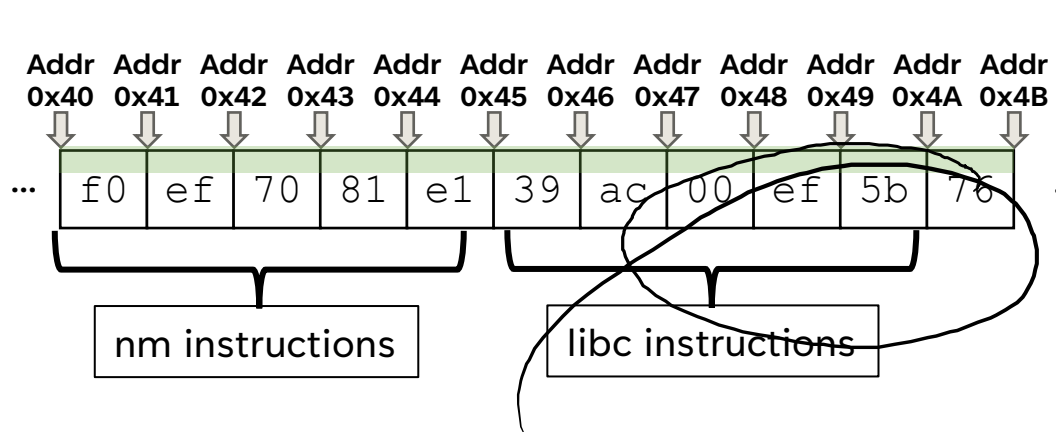 Addr Addr Addr Addr Addr Addr Addr Addr Addr Addr Addr Addr
0x40 0x41 0x42 0x43 0x44 0x45 0x46 0x47 0x48 0x49 0x4A 0x4B
... f0 ef 70 81 e1 39 ac 00 ef 5b 76
nm instructions libc instructions